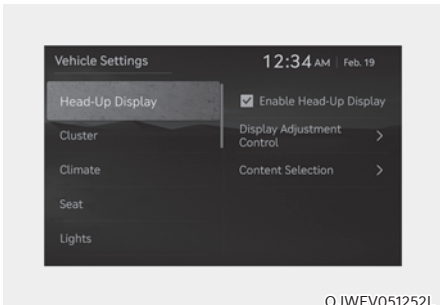 Vehicle Settings
12:34 AM | Feb. 19
Head-Up Display
Enable Head-Up Display
Cluster
Display Adjustment
Control
Climate
Content Selection
Seat
Lights
OJWEV051252L